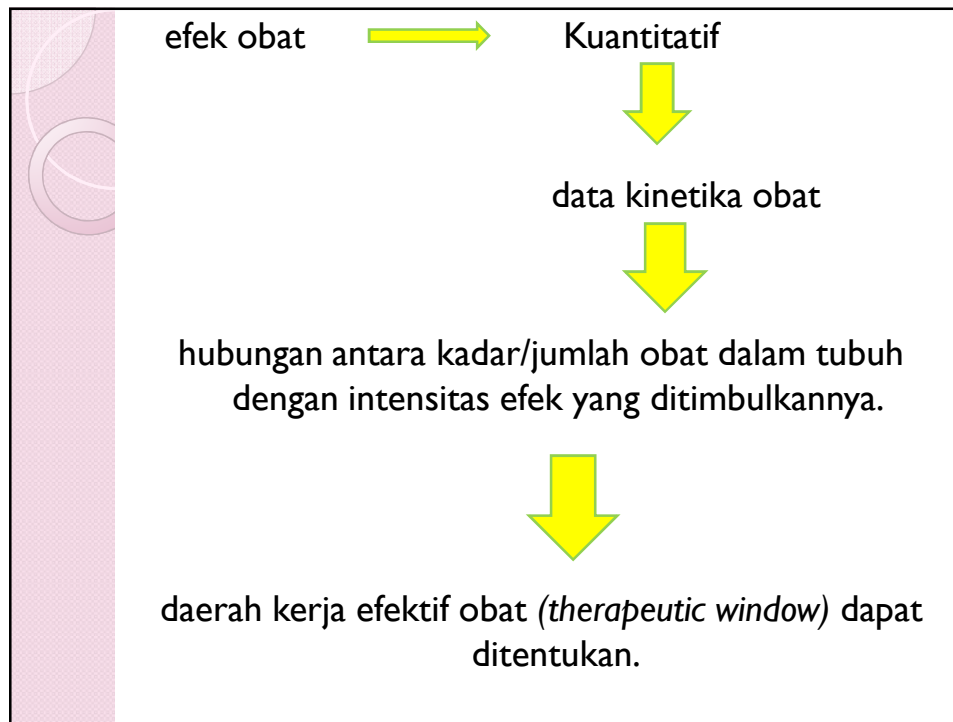 efek obat Kuantitatif
data kinetika obat
hubungan antara kadar/jumlah obat dalam tubuh
dengan intensitas efek yang ditimbulkannya.
daerah kerja efektif obat (therapeutic window) dapat
ditentukan.